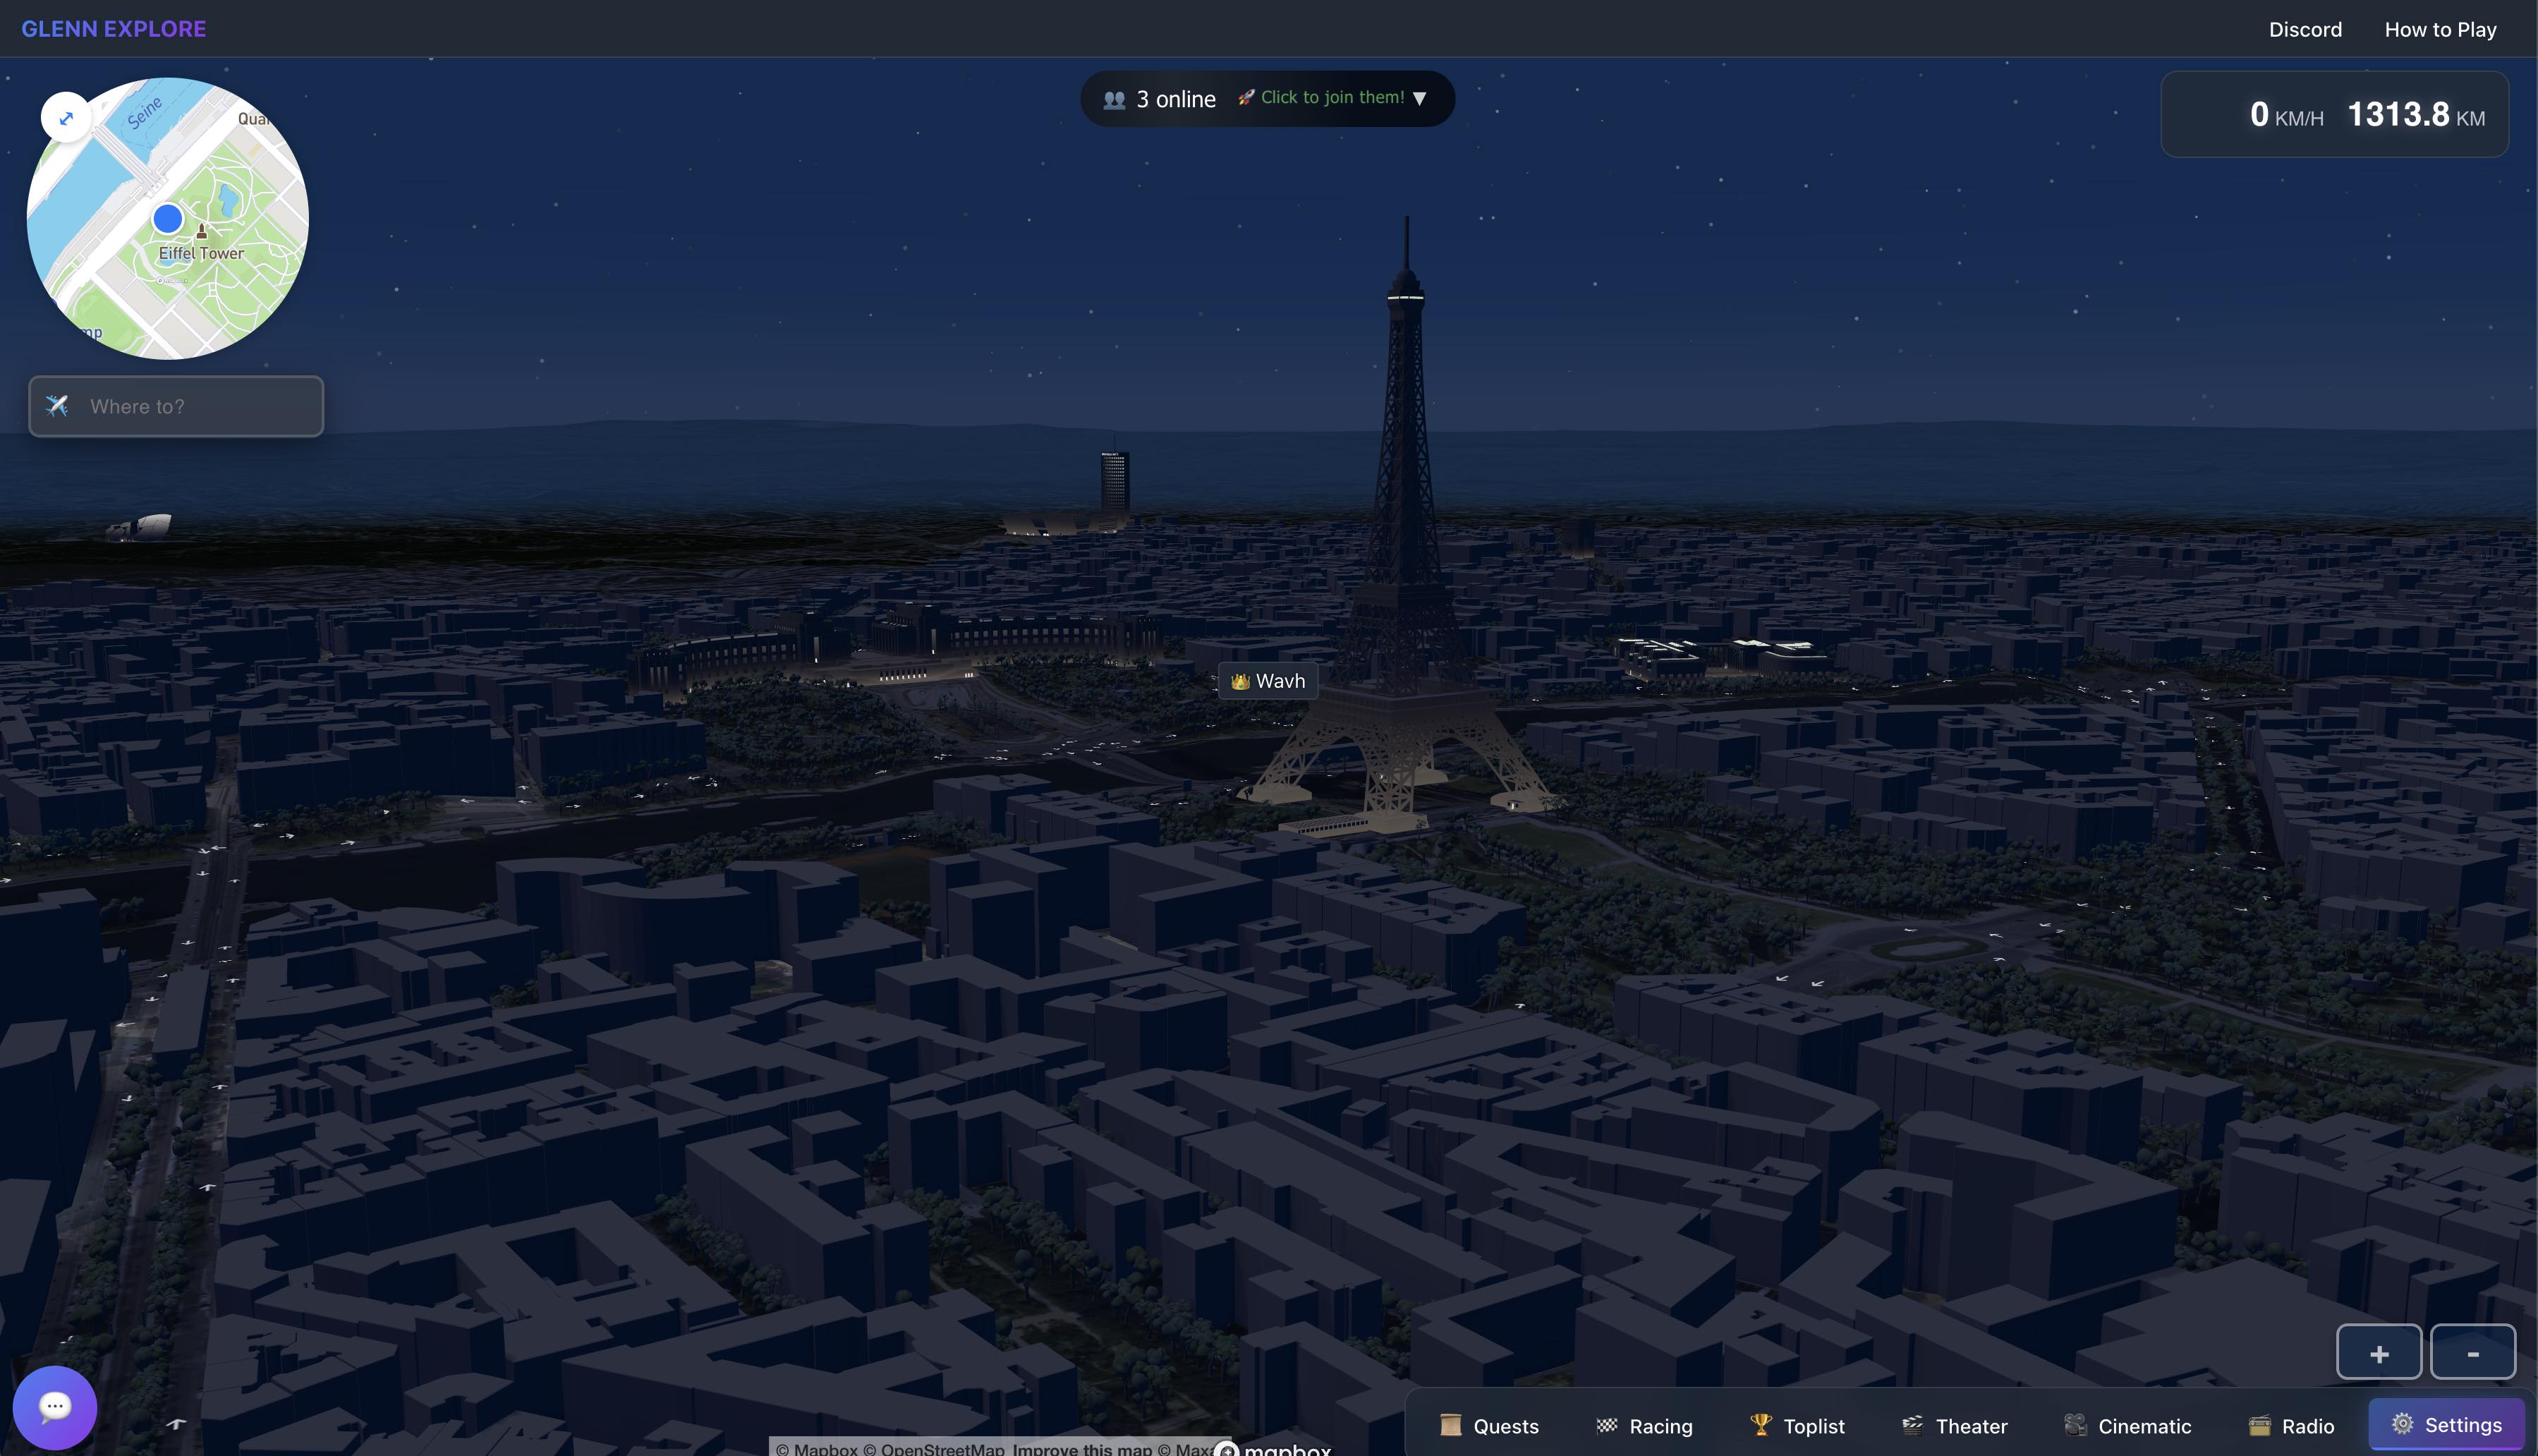 GLENN EXPLORE
Discord
How to Play
Seine
Eiffel Tower
3 online
Click to join them! ▼
0 KM/H 1313.8 KM
Where to?
Wavh
+
-
Quests
Racing
Toplist
Theater
Cinematic
Radio
Settings
© Mapbox © OpenStreetMap Improve this map
mapbox